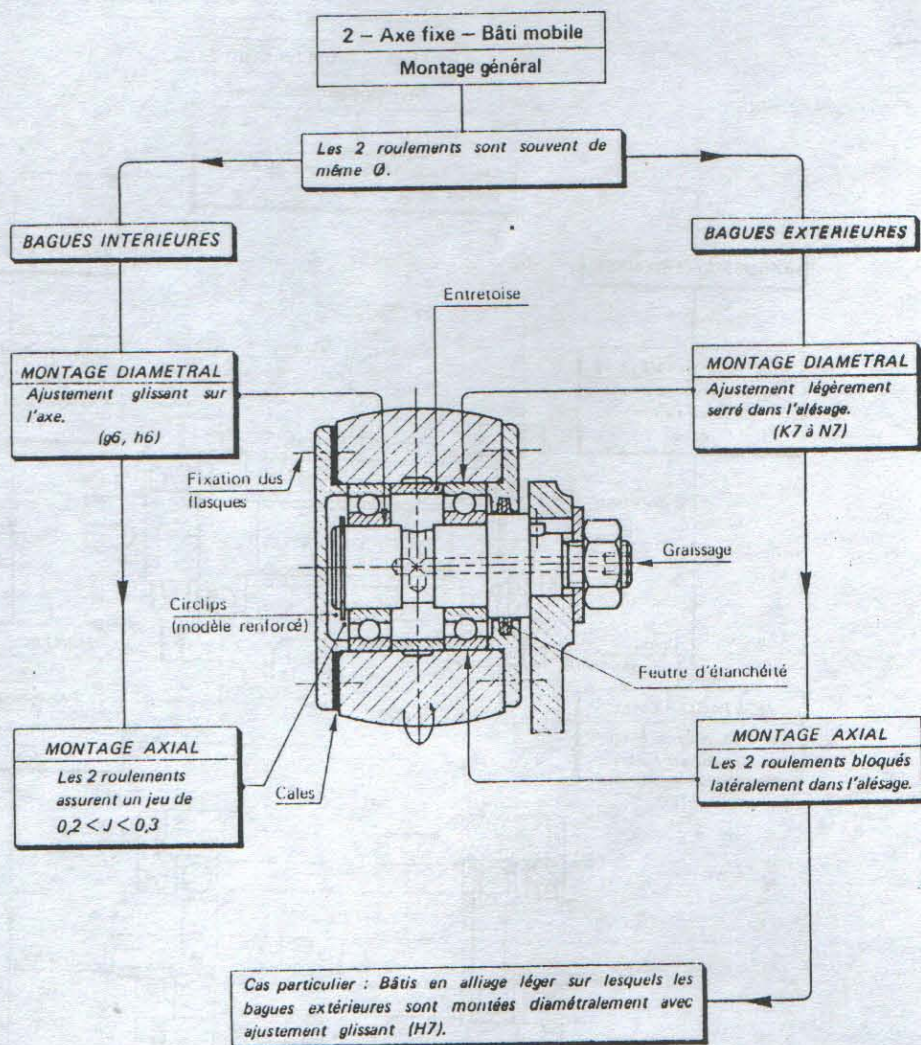 2 – Axe fixe – Bâti mobile
Montage général
Les 2 roulements sont souvent de
même Ø.
BAGUES INTERIEURES
BAGUES EXTERIEURES
Entretoise
MONTAGE DIAMETRAL
Ajustement glissant sur
l'axe.
(g6, h6)
MONTAGE DIAMETRAL
Ajustement légèrement
serré dans l'alésage.
(K7 à N7)
Fixation des
flasques
Graissage
Circlips
(modèle renforcé)
Feutre d'étanchéité
MONTAGE AXIAL
Les 2 roulements
assurent un jeu de
0,2 < J < 0,3
Cales
MONTAGE AXIAL
Les 2 roulements bloqués
latéralement dans l'alésage.
Cas particulier : Bâtis en alliage léger sur lesquels les
bagues extérieures sont montées diamétralement avec
ajustement glissant (H7).